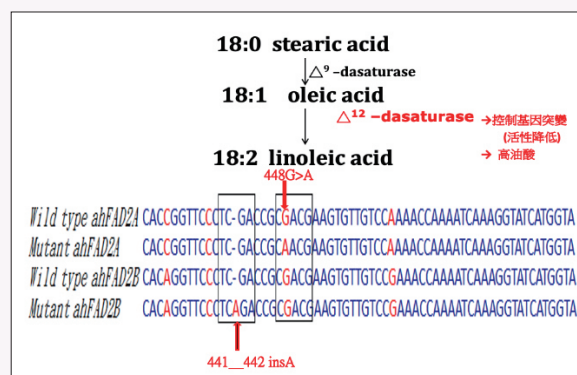 18:0 stearic acid
△⁹ -dasaturase
18:1 oleic acid
△¹² -dasaturase →控制基因突變
(活性降低)
→ 高油酸
18:2 linoleic acid
448G>A
Wild type ahFAD2A CACCGGTTCCCTC-GACCGCGACGAAGTGTTGTCCAAAACCAAAATCAAAGGTATCATGGTA
Mutant ahFAD2A CACCGGTTCCCTC-GACCGCAACGAAGTGTTGTCCAAAACCAAAATCAAAGGTATCATGGTA
Wild type ahFAD2B CACAGGTTCCCTC-GACCGCGACGAAGTGTTGTCCGAAACCAAAATCAAAGGTATCATGGTA
Mutant ahFAD2B CACAGGTTCCCTCAGACCGCGACGAAGTGTTGTCCGAAACCAAAATCAAAGGTATCATGGTA
441__442 insA